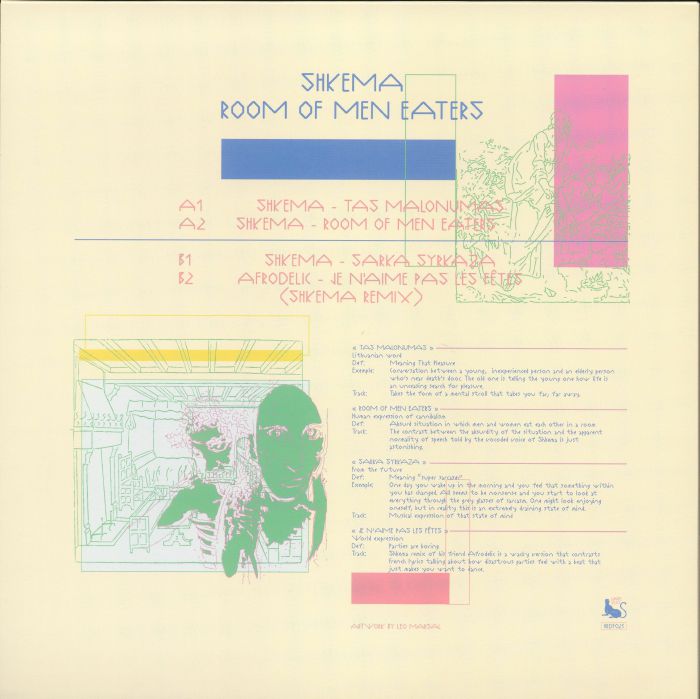 SHKEMA
ROOM OF MEN EATERS
A1 SHKEMA - TAS MALONUMAS
A2 SHKEMA - ROOM OF MEN EATERS
B1 SHKEMA - SARKA SYRKAZA
B2 AFRODELIC - JE N'AIME PAS LES FÊTES
(SHKEMA REMIX)
« TAS MALONUMAS »
Lithuanian word
Def: Meaning That Pleasure
Exemple: Conversation between a young, inexperienced person and an elderly person
who's near death's door. The old one is telling the young one how life is
an unceasing search for pleasure.
Track: Takes the form of a mental stroll that takes you far, far away.
« ROOM OF MEN EATERS »
Human expression of cannibalism
Def: Absurd situation in which men and women eat each other in a room.
Track: The contrast between the absurdity of the situation and the apparent
normality of speech told by the vocoded voice of Shkema is just
astonishing.
« SARKA SYRKAZA »
From the future
Def: Meaning "super sarcasm"
Exemple: One day you wake up in the morning and you feel that something within
you has changed. All seems to be nonsense and you start to look at
everything through the grey glasses of sarcasm. One might look enjoying
oneself, but in reality this is an extremely draining state of mind.
Track: Musical expression of that state of mind
« JE N'AIME PAS LES FÊTES »
World expression
Def: Parties are boring
Track: Shkema remix of his friend Afrodelic is a wacky version that contrasts
french lyrics talking about how disastrous parties feel with a beat that
just makes you want to dance.
ARTWORK BY LEO MARSIAL